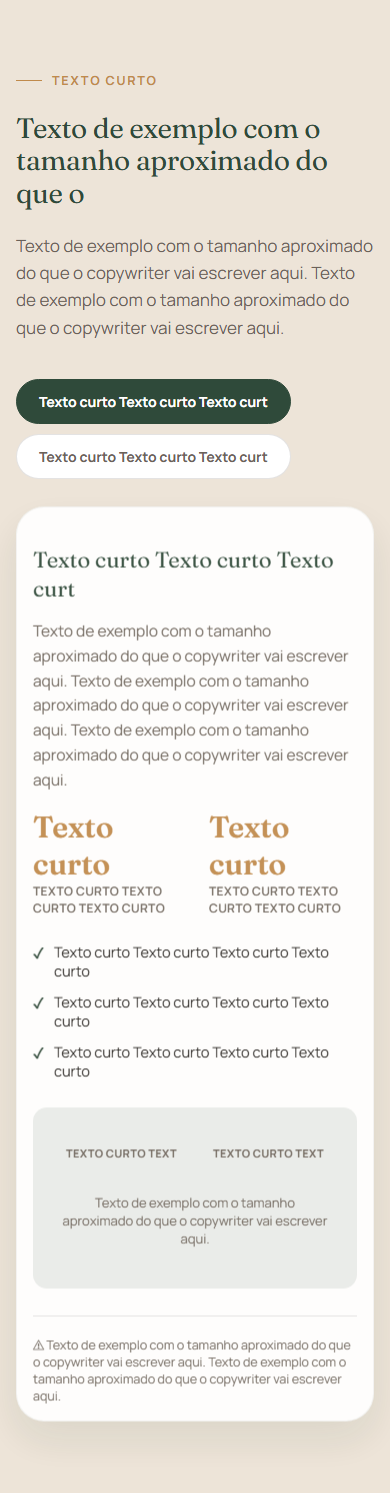 TEXTO CURTO
Texto de exemplo com o
tamanho aproximado do
que o
Texto de exemplo com o tamanho aproximado
do que o copywriter vai escrever aqui. Texto
de exemplo com o tamanho aproximado do
que o copywriter vai escrever aqui.
Texto curto Texto curto Texto curt
Texto curto Texto curto Texto curt
Texto curto Texto curto Texto
curt
Texto de exemplo com o tamanho
aproximado do que o copywriter vai escrever
aqui. Texto de exemplo com o tamanho
aproximado do que o copywriter vai escrever
aqui. Texto de exemplo com o tamanho
aproximado do que o copywriter vai escrever
aqui.
Texto
curto
TEXTO CURTO TEXTO
CURTO TEXTO CURTO
Texto
curto
TEXTO CURTO TEXTO
CURTO TEXTO CURTO
✓ Texto curto Texto curto Texto curto Texto
curto
✓ Texto curto Texto curto Texto curto Texto
curto
✓ Texto curto Texto curto Texto curto Texto
curto
TEXTO CURTO TEXT
TEXTO CURTO TEXT
Texto de exemplo com o tamanho
aproximado do que o copywriter vai escrever
aqui.
⚠ Texto de exemplo com o tamanho aproximado do que
o copywriter vai escrever aqui. Texto de exemplo com o
tamanho aproximado do que o copywriter vai escrever
aqui.